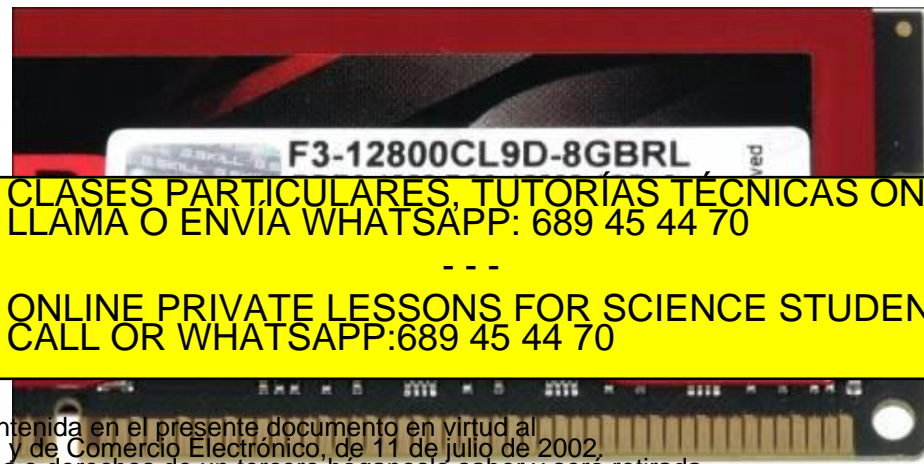 F3-12800CL9D-8GBRL
CLASES PARTICULARES, TUTORÍAS TÉCNICAS ON
LLAMA O ENVÍA WHATSAPP: 689 45 44 70
- - -
ONLINE PRIVATE LESSONS FOR SCIENCE STUDEN
CALL OR WHATSAPP:689 45 44 70
ntenida en el presente documento en virtud al
y de Comercio Electrónico, de 11 de julio de 2002.